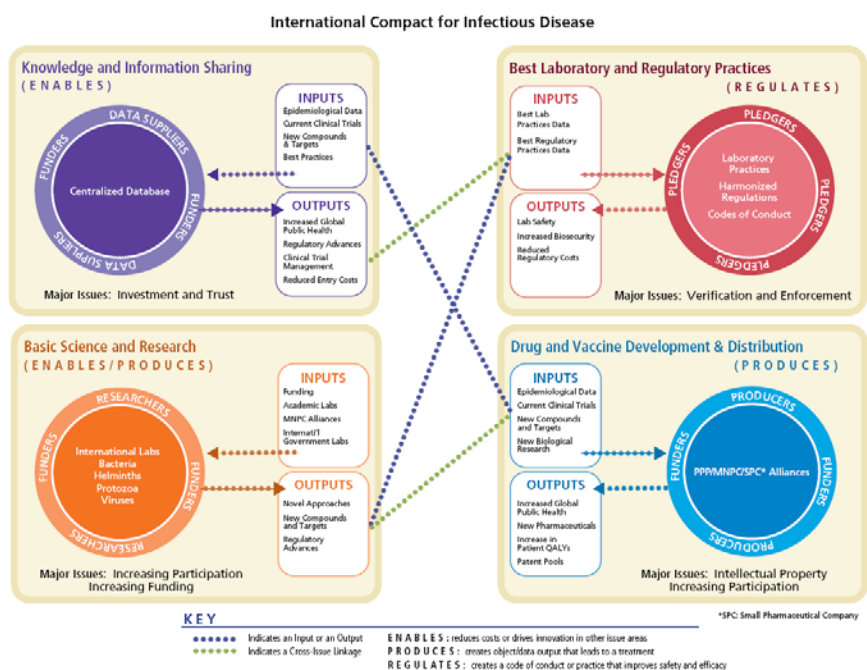 International Compact for Infectious Disease
Knowledge and Information Sharing
(ENABLES)
FUNDERS
DATA SUPPLIERS
FUNDERS
DATA SUPPLIERS
Centralized Database
INPUTS
Epidemiological Data
Current Clinical Trials
New Compounds
& Targets
Best Practices
OUTPUTS
Increased Global
Public Health
Regulatory Advances
Clinical Trial
Management
Reduced Entry Costs
Major Issues: Investment and Trust
Best Laboratory and Regulatory Practices
(REGULATES)
INPUTS
Best Lab
Practices Data
Best Regulatory
Practices Data
OUTPUTS
Lab Safety
Increased Biosecurity
Reduced
Regulatory Costs
PLEDGERS
PLEDGERS
PLEDGERS
PLEDGERS
Laboratory
Practices
Harmonized
Regulations
Codes of Conduct
Major Issues: Verification and Enforcement
Basic Science and Research
(ENABLES/PRODUCES)
FUNDERS
RESEARCHERS
FUNDERS
RESEARCHERS
International Labs
Bacteria
Helminths
Protozoa
Viruses
INPUTS
Funding
Academic Labs
MNPC Alliances
Internatl'l
Government Labs
OUTPUTS
Novel Approaches
New Compounds
and Targets
Regulatory
Advances
Major Issues: Increasing Participation
Increasing Funding
Drug and Vaccine Development & Distribution
(PRODUCES)
INPUTS
Epidemiological Data
Current Clinical Trials
New Compounds
and Targets
New Biological
Research
OUTPUTS
Increased Global
Public Health
New Pharmaceuticals
Increase in
Patient QALYs
Patent Pools
FUNDERS
PRODUCERS
FUNDERS
PRODUCERS
PPP/MNPC/SPC* Alliances
Major Issues: Intellectual Property
Increasing Participation
*SPC: Small Pharmaceutical Company
KEY
Indicates an Input or an Output
Indicates a Cross-Issue Linkage
ENABLES: reduces costs or drives innovation in other issue areas
PRODUCES: creates object/data output that leads to a treatment
REGULATES: creates a code of conduct or practice that improves safety and efficacy